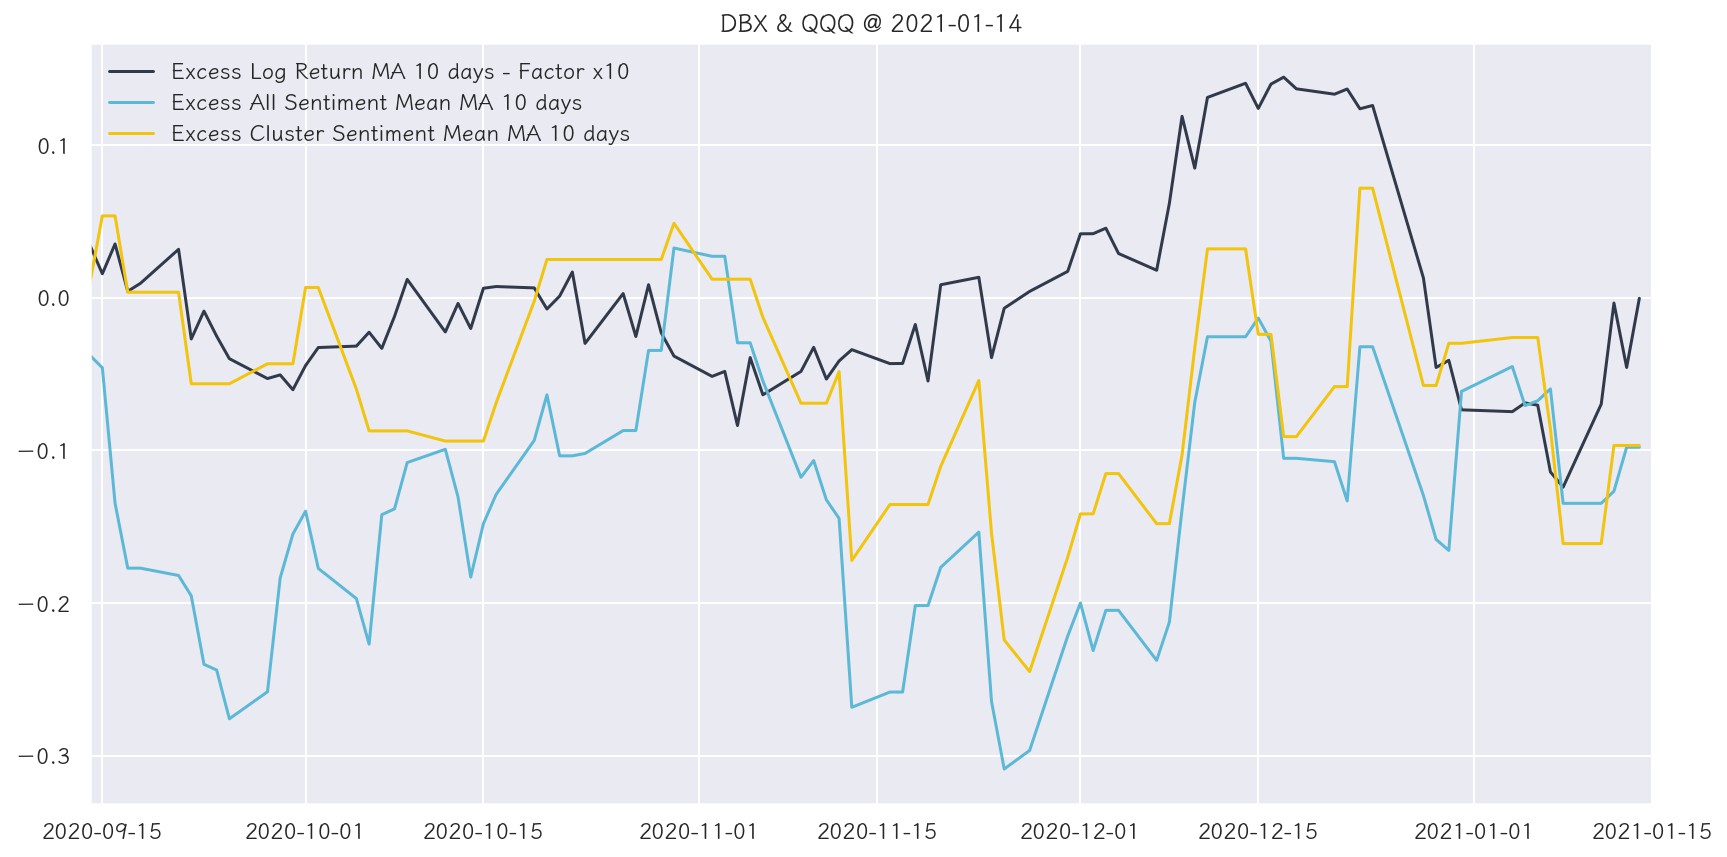 DBX & QQQ @ 2021-01-14
Excess Log Return MA 10 days - Factor x10
Excess All Sentiment Mean MA 10 days
Excess Cluster Sentiment Mean MA 10 days
0.1
0.0
−0.1
−0.2
−0.3
2020-09-15 2020-10-01 2020-10-15 2020-11-01 2020-11-15 2020-12-01 2020-12-15 2021-01-01 2021-01-15